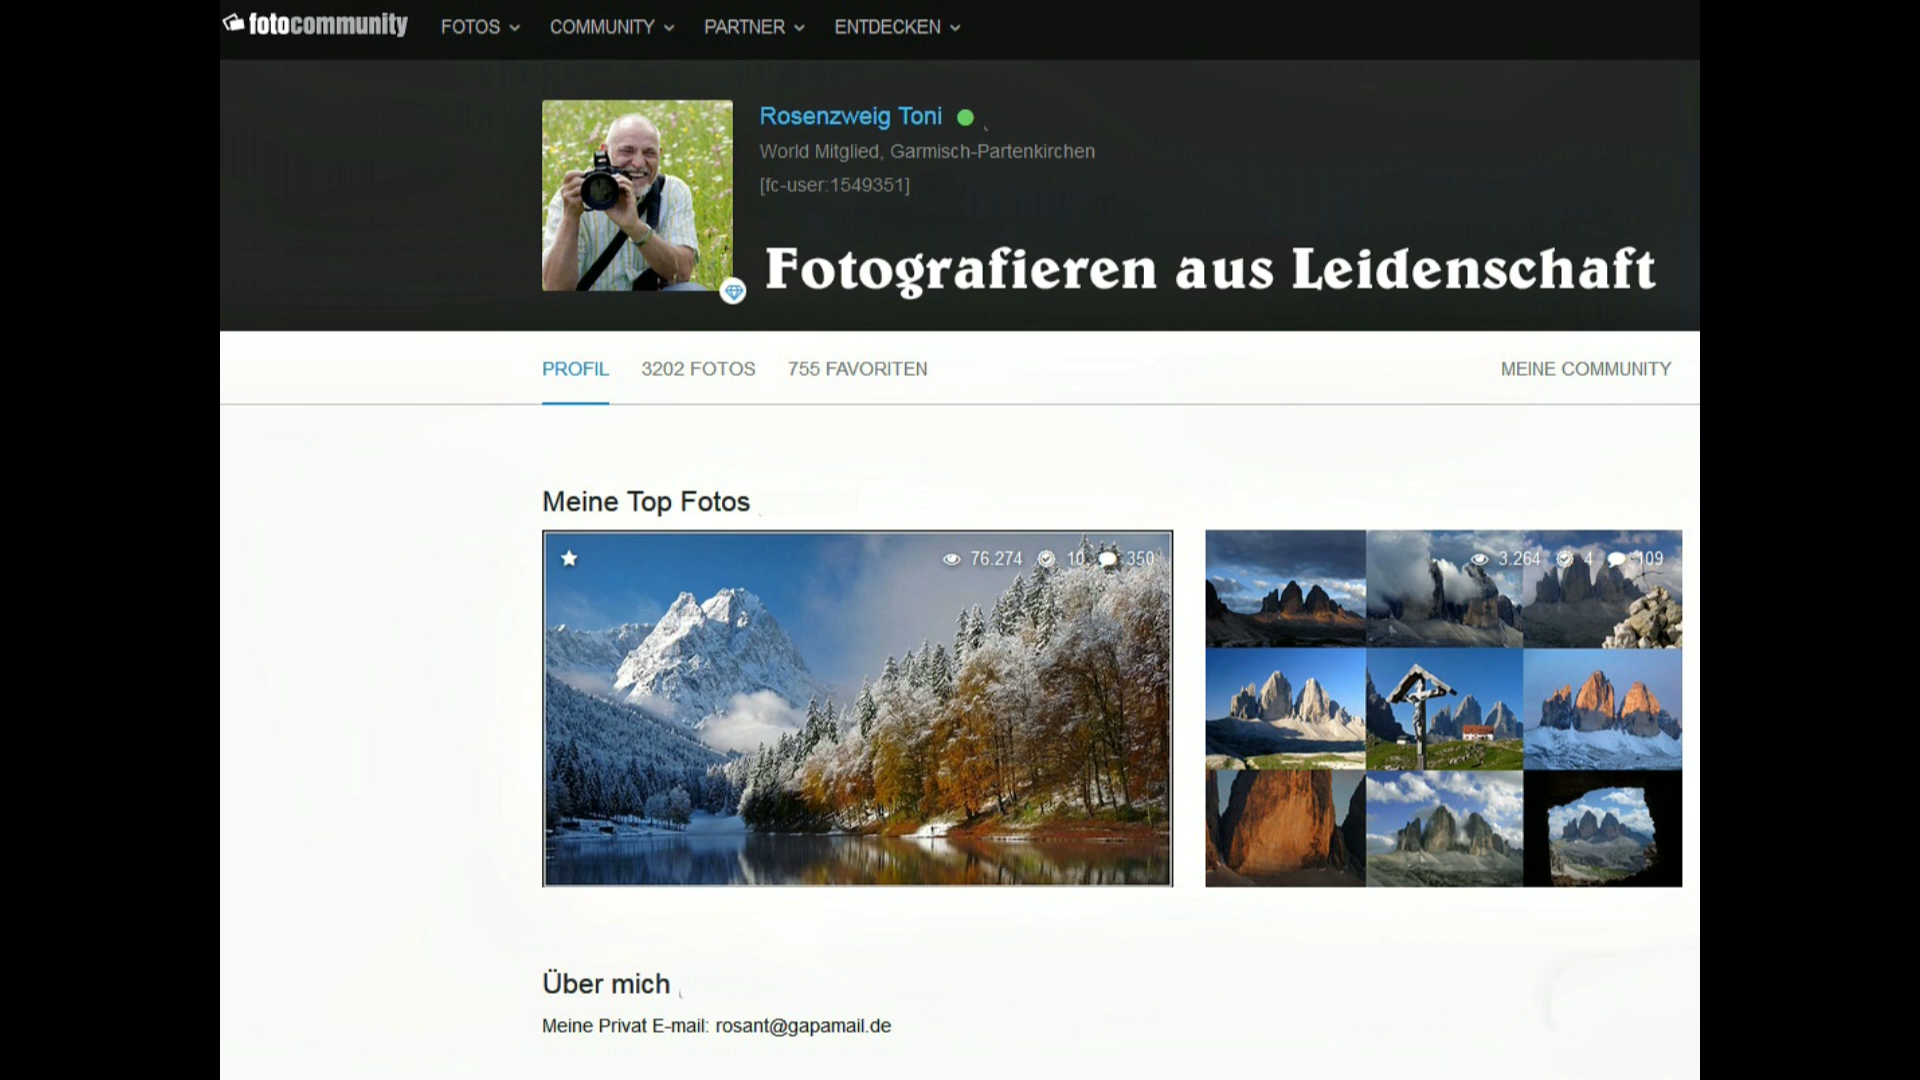 fotocommunity FOTOS COMMUNITY PARTNER ENTDECKEN
Rosenzweig Toni
World Mitglied, Garmisch-Partenkirchen
[fc-user:1549351]
Fotografieren aus Leidenschaft
PROFIL 3202 FOTOS 755 FAVORITEN MEINE COMMUNITY
Meine Top Fotos
76.274 10 350 3.264 4 109
Über mich
Meine Privat E-mail: rosant@gapamail.de